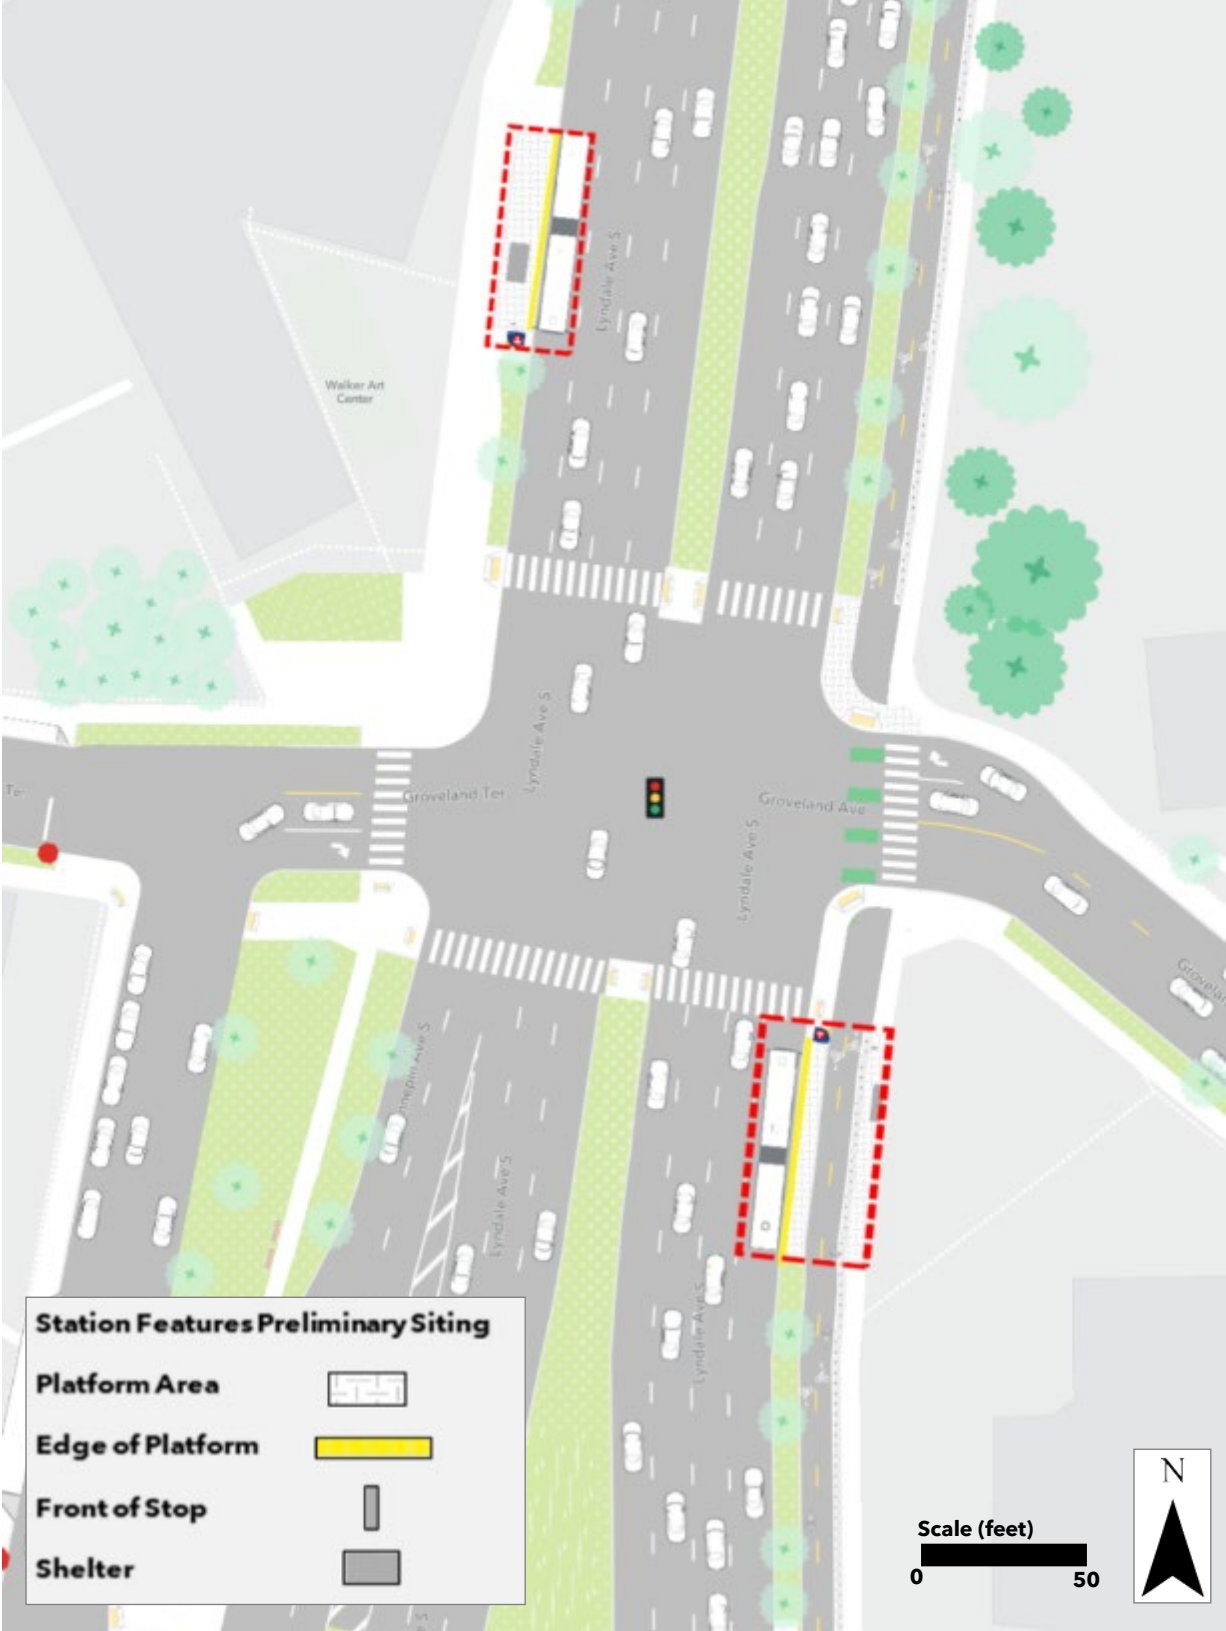 Lyndale Ave S
Walker Art
Center
Lyndale Ave S
Ter
Groveland Ter
Groveland Ave
Lyndale Ave S
Lyndale Ave S
Lyndale Ave S
Station Features Preliminary Siting
Platform Area
Edge of Platform
Front of Stop
Shelter
Scale (feet)
0
50
N